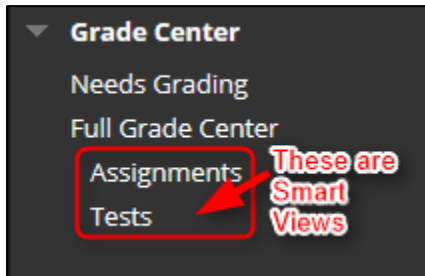 Grade Center
Needs Grading
Full Grade Center
Assignments
Tests
These are
Smart
Views